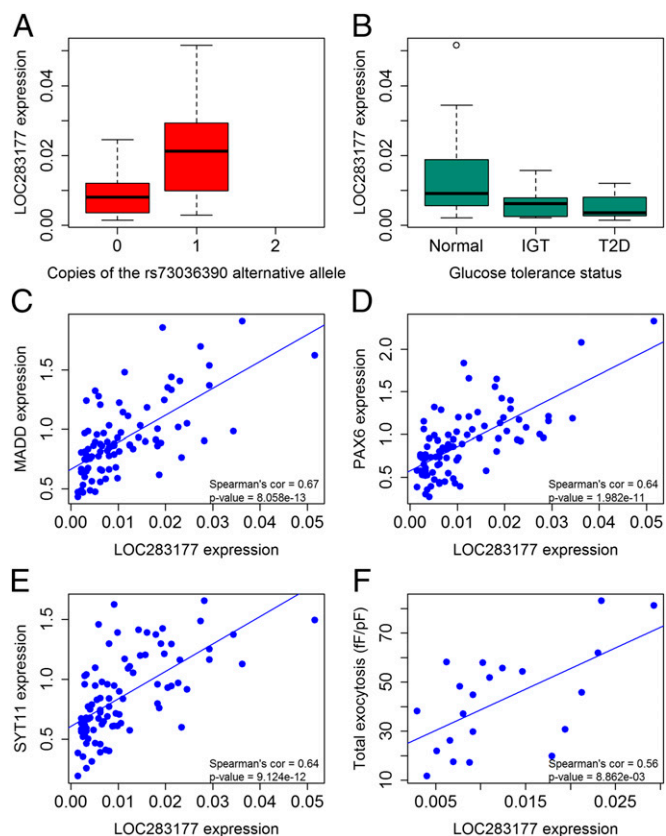 A
LOC283177 expression
0.00 0.02 0.04
0 1 2
Copies of the rs73036390 alternative allele
B
LOC283177 expression
0.00 0.02 0.04
Normal IGT T2D
Glucose tolerance status
C
MADD expression
0.5 1.0 1.5
Spearman's cor = 0.67
p-value = 8.058e-13
0.00 0.01 0.02 0.03 0.04 0.05
LOC283177 expression
D
PAX6 expression
0.5 1.0 1.5 2.0
Spearman's cor = 0.64
p-value = 1.982e-11
0.00 0.01 0.02 0.03 0.04 0.05
LOC283177 expression
E
SYT11 expression
0.5 1.0 1.5
Spearman's cor = 0.64
p-value = 9.124e-12
0.00 0.01 0.02 0.03 0.04 0.05
LOC283177 expression
F
Total exocytosis (fF/pF)
10 30 50 70
Spearman's cor = 0.56
p-value = 8.862e-03
0.005 0.015 0.025
LOC283177 expression